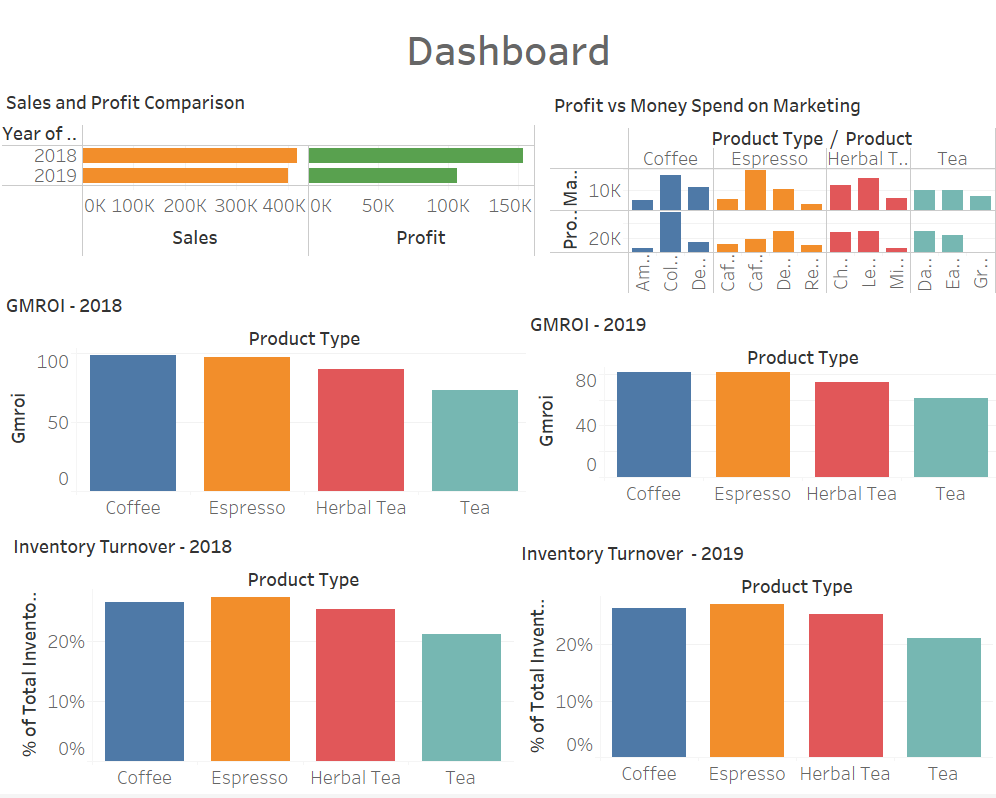 Dashboard
Sales and Profit Comparison
Year of ..
2018
2019
0K 100K 200K 300K 400K 0K 50K 100K 150K
Sales Profit
Profit vs Money Spend on Marketing
Product Type / Product
Coffee Espresso Herbal T.. Tea
Ma..
10K
Pro..
20K
Am.. Col.. De.. Caf.. Caf.. De.. Re.. Ch.. Le.. Mi.. Da.. Ea.. Gr..
GMROI - 2018
Product Type
Gmroi
100
50
0
Coffee Espresso Herbal Tea Tea
GMROI - 2019
Product Type
Gmroi
80
40
0
Coffee Espresso Herbal Tea Tea
Inventory Turnover - 2018
Product Type
% of Total Invento..
20%
10%
0%
Coffee Espresso Herbal Tea Tea
Inventory Turnover - 2019
Product Type
% of Total Invent..
20%
10%
0%
Coffee Espresso Herbal Tea Tea